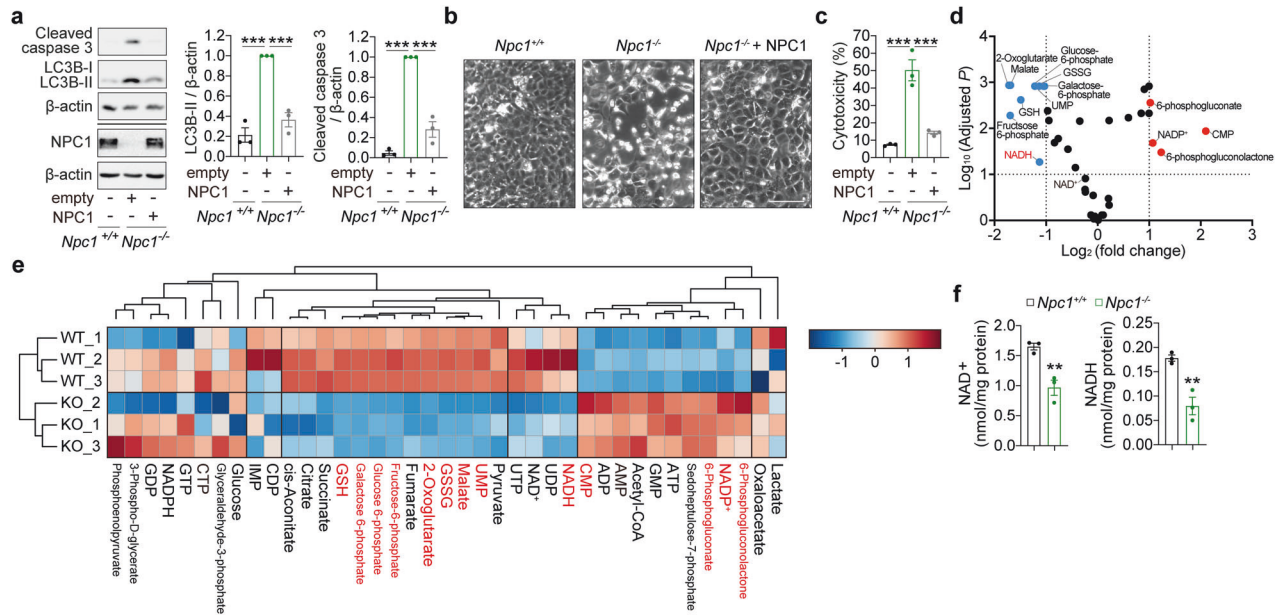 a
Cleaved
caspase 3
LC3B-I
LC3B-II
β-actin
NPC1
β-actin
empty - + -
NPC1 - - +
Npc1 +/+ Npc1-/-
LC3B-II / β-actin
*** ***
1.2
1.0
0.8
0.6
0.4
0.2
0.0
empty - + -
NPC1 - - +
Npc1 +/+ Npc1-/-
Cleaved caspase 3
/ β-actin
*** ***
1.2
1.0
0.8
0.6
0.4
0.2
0.0
- + -
- - +
Npc1 +/+ Npc1-/-
b
Npc1+/+
Npc1-/-
Npc1-/- + NPC1
c
Cytotoxicity (%)
*** ***
70
60
50
40
30
20
10
0
empty - + -
NPC1 - - +
Npc1 +/+ Npc1-/-
d
Log10 (Adjusted P)
4
3
2
1
0
-2 -1 0 1 2 3
Log2 (fold change)
2-Oxoglutarate
Malate
Glucose-
6-phosphate
GSSG
Galactose-
6-phosphate
UMP
GSH
Fructsose
6-phosphate
NADH
NAD+
6-phosphogluconate
NADP+
CMP
6-phosphogluconolactone
e
WT_1
WT_2
WT_3
KO_2
KO_1
KO_3
-1 0 1
Phosphoenolpyruvate
3-Phospho-D-glycerate
GDP
NADPH
GTP
CTP
Glyceraldehyde-3-phosphate
Glucose
IMP
CDP
cis-Aconitate
Citrate
Succinate
GSH
Galactose 6-phosphate
Glucose 6-phosphate
Fructose-6-phosphate
Fumarate
2-Oxoglutarate
GSSG
Malate
UMP
Pyruvate
UTP
NAD+
UDP
NADH
CMP
ADP
AMP
Acetyl-CoA
GMP
ATP
Sedoheptulose-7-phosphate
6-Phosphogluconate
NADP+
6-Phosphogluconolactone
Oxaloacetate
Lactate
f
Npc1+/+ Npc1-/-
NAD+
(nmol/mg protein)
2.0
1.5
1.0
0.5
0.0
**
NADH
(nmol/mg protein)
0.25
0.20
0.15
0.10
0.05
0.00
**